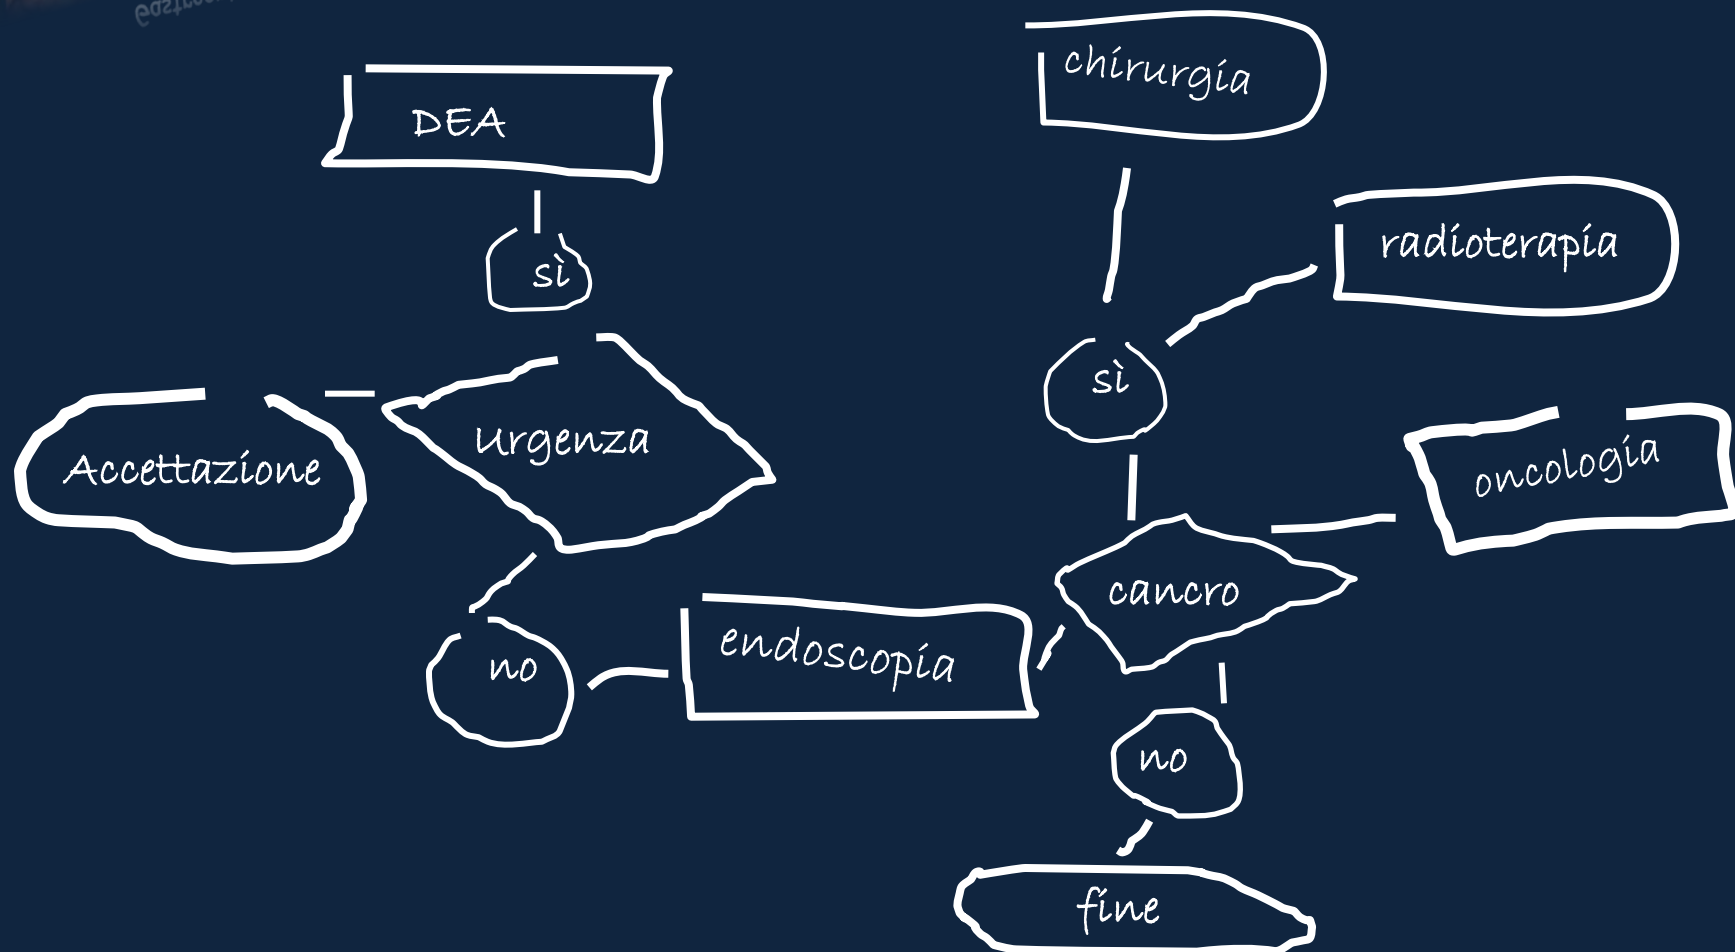 DEA
sì
Accettazione
Urgenza
no
endoscopia
chirurgia
radioterapia
sì
oncologia
cancro
no
fine